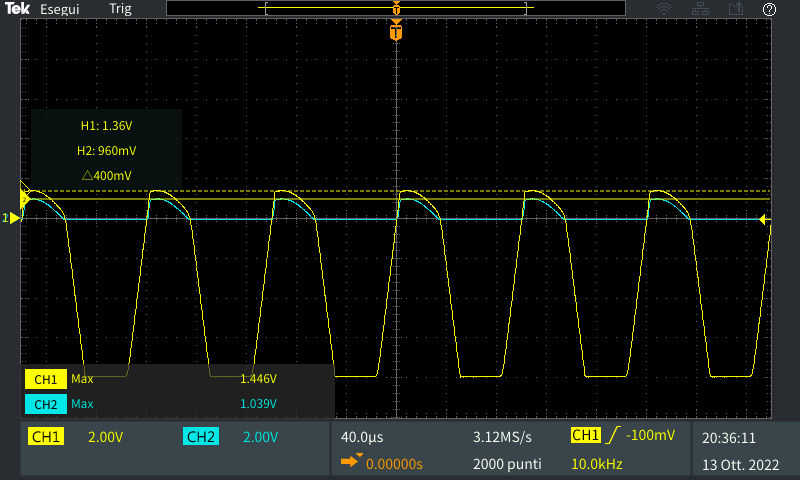 Tek Esegui Trig T ?
T
H1: 1.36V
H2: 960mV
△400mV
2
1
CH1 Max 1.446V
CH2 Max 1.039V
CH1 2.00V CH2 2.00V 40.0µs 3.12MS/s CH1 -100mV 20:36:11
0.00000s 2000 punti 10.0kHz 13 Ott. 2022